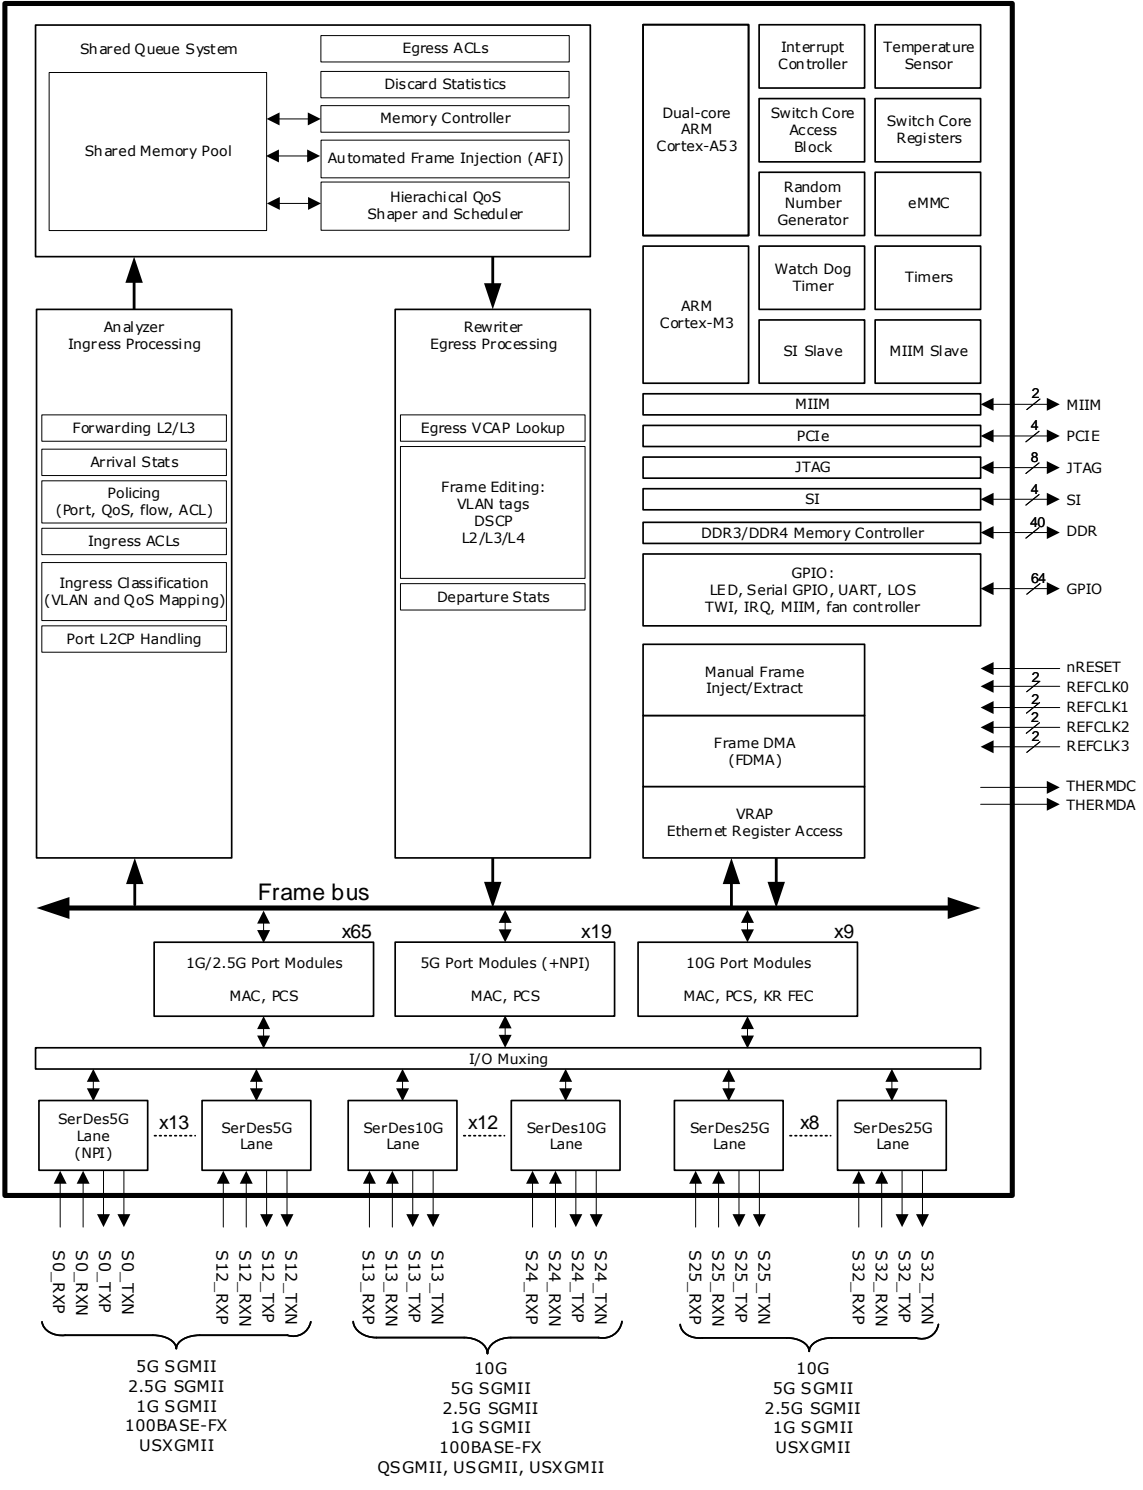 Shared Queue System
Shared Memory Pool
Egress ACLs
Discard Statistics
Memory Controller
Automated Frame Injection (AFI)
Hierachical QoS
Shaper and Scheduler
Dual-core
ARM
Cortex-A53
Interrupt
Controller
Temperature
Sensor
Switch Core
Access
Block
Switch Core
Registers
Random
Number
Generator
eMMC
ARM
Cortex-M3
Watch Dog
Timer
Timers
SI Slave
MIIM Slave
Analyzer
Ingress Processing
Forwarding L2/L3
Arrival Stats
Policing
(Port, QoS, flow, ACL)
Ingress ACLs
Ingress Classification
(VLAN and QoS Mapping)
Port L2CP Handling
Rewriter
Egress Processing
Egress VCAP Lookup
Frame Editing:
VLAN tags
DSCP
L2/L3/L4
Departure Stats
MIIM
2
MIIM
PCIe
4
PCIE
JTAG
8
JTAG
SI
4
SI
DDR3/DDR4 Memory Controller
40
DDR
GPIO:
LED, Serial GPIO, UART, LOS
TWI, IRQ, MIIM, fan controller
64
GPIO
Manual Frame
Inject/Extract
Frame DMA
(FDMA)
VRAP
Ethernet Register Access
nRESET
2
REFCLK0
2
REFCLK1
2
REFCLK2
2
REFCLK3
THERMDC
THERMDA
Frame bus
x65
1G/2.5G Port Modules
MAC, PCS
x19
5G Port Modules (+NPI)
MAC, PCS
x9
10G Port Modules
MAC, PCS, KR FEC
I/O Muxing
SerDes5G
Lane
(NPI)
x13
SerDes5G
Lane
SerDes10G
Lane
x12
SerDes10G
Lane
SerDes25G
Lane
x8
SerDes25G
Lane
S0_RXP
S0_RXN
S0_TXP
S0_TXN
S12_RXP
S12_RXN
S12_TXP
S12_TXN
S13_RXP
S13_RXN
S13_TXP
S13_TXN
S24_RXP
S24_RXN
S24_TXP
S24_TXN
S25_RXP
S25_RXN
S25_TXP
S25_TXN
S32_RXP
S32_RXN
S32_TXP
S32_TXN
5G SGMII
2.5G SGMII
1G SGMII
100BASE-FX
USXGMII
10G
5G SGMII
2.5G SGMII
1G SGMII
100BASE-FX
QSGMII, USGMII, USXGMII
10G
5G SGMII
2.5G SGMII
1G SGMII
USXGMII